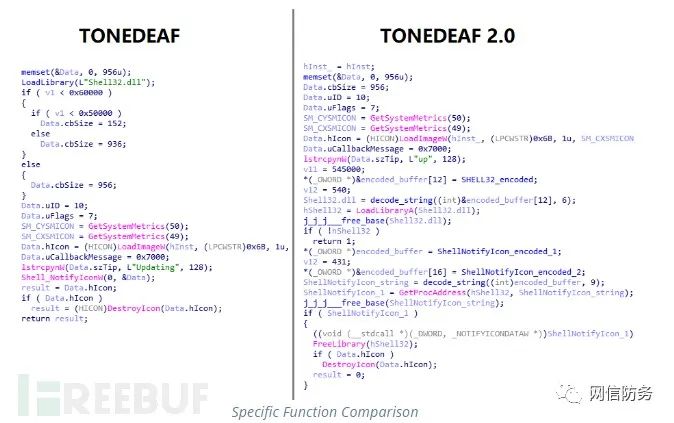 TONEDEAF
memset(&Data, 0, 956u);
LoadLibrary(L"Shell32.dll");
if ( v1 < 0x60000 )
{
if ( v1 < 0x50000 )
Data.cbSize = 152;
else
Data.cbSize = 936;
}
else
{
Data.cbSize = 956;
}
Data.uID = 10;
Data.uFlags = 7;
SM_CYSMICON = GetSystemMetrics(50);
SM_CXSMICON = GetSystemMetrics(49);
Data.hIcon = (HICON)LoadImageW(hInst, (LPCWSTR)0x6B, 1u,
Data.uCallbackMessage = 0x7000;
lstrcpynW(Data.szTip, L"Updating", 128);
Shell_NotifyIconW(0, &Data);
result = Data.hIcon;
if ( Data.hIcon )
result = (HICON)DestroyIcon(Data.hIcon);
return result;
TONEDEAF 2.0
hInst_ = hInst;
memset(&Data, 0, 956u);
Data.cbSize = 956;
Data.uID = 10;
Data.uFlags = 7;
SM_CYSMICON = GetSystemMetrics(50);
SM_CXSMICON = GetSystemMetrics(49);
Data.hIcon = (HICON)LoadImageW(hInst_, (LPCWSTR)0x6B, 1u, SM_CXSMICON
Data.uCallbackMessage = 0x7000;
lstrcpynW(Data.szTip, L"up", 128);
v11 = 545000;
*(_OWORD *)&encoded_buffer[12] = SHELL32_encoded;
v12 = 540;
Shell32.dll = decode_string((int)&encoded_buffer[12], 6);
hShell32 = LoadLibraryA(Shell32.dll);
j_j_j___free_base(Shell32.dll);
if ( !hShell32 )
return 1;
*(_OWORD *)encoded_buffer = ShellNotifyIcon_encoded_1;
v12 = 431;
*(_OWORD *)&encoded_buffer[16] = ShellNotifyIcon_encoded_2;
ShellNotifyIcon_string = decode_string((int)encoded_buffer, 9);
ShellNotifyIcon_1 = GetProcAddress(hShell32, ShellNotifyIcon_string);
j_j_j___free_base(ShellNotifyIcon_string);
if ( ShellNotifyIcon_1 )
{
((void (__stdcall *)(_DWORD, _NOTIFYICONDATAW *))ShellNotifyIcon_1)
FreeLibrary(hShell32);
if ( Data.hIcon )
DestroyIcon(Data.hIcon);
result = 0;
}
FREEBUF
网信防务
Specific Function Comparison